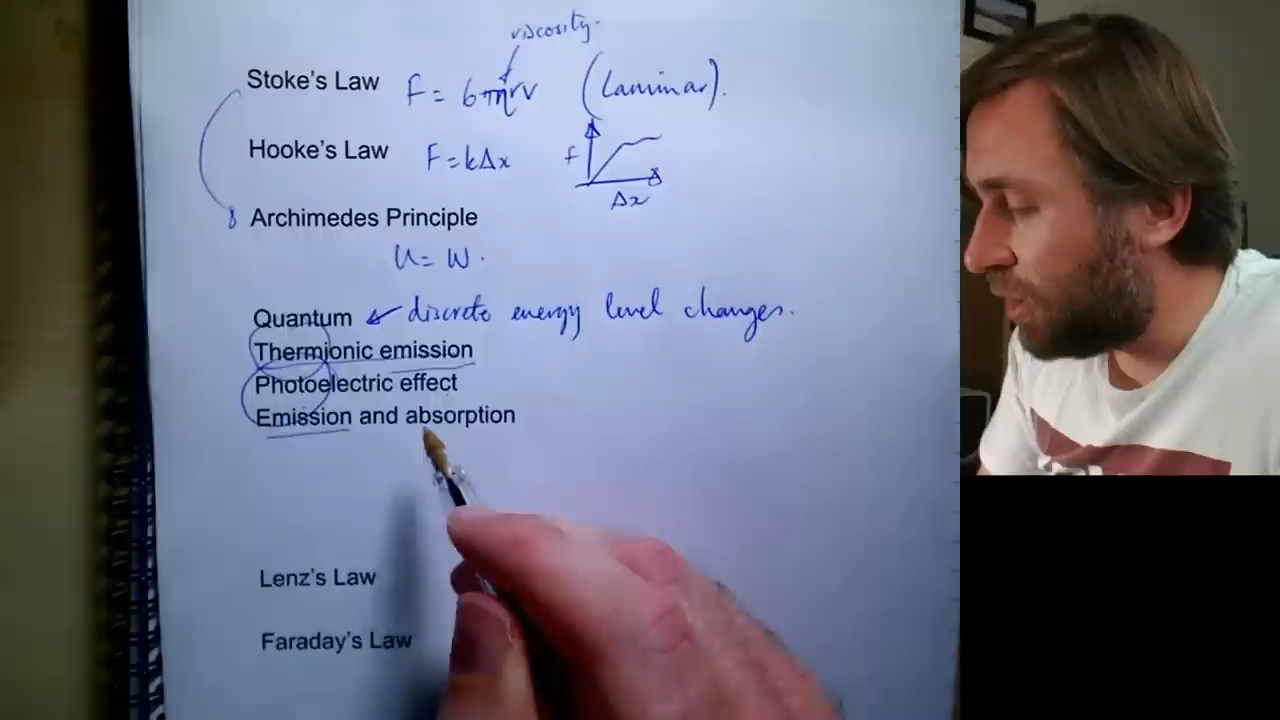 viscosity.
Stoke's Law F = 6πηrv (Laminar).
Hooke's Law F = kΔx f
Δx
Archimedes Principle
U = W.
Quantum discrete energy level changes.
Thermionic emission
Photoelectric effect
Emission and absorption
Lenz's Law
Faraday's Law